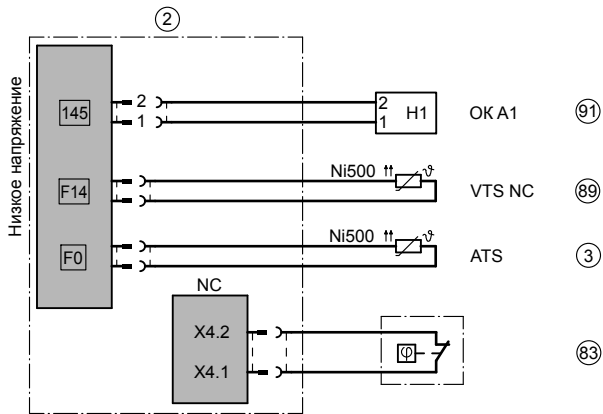 2
Низкое напряжение
145
2
1
2
1
H1
OK A1
91
F14
Ni500
ϑ
VTS NC
89
F0
Ni500
ϑ
ATS
3
NC
X4.2
X4.1
φ
83